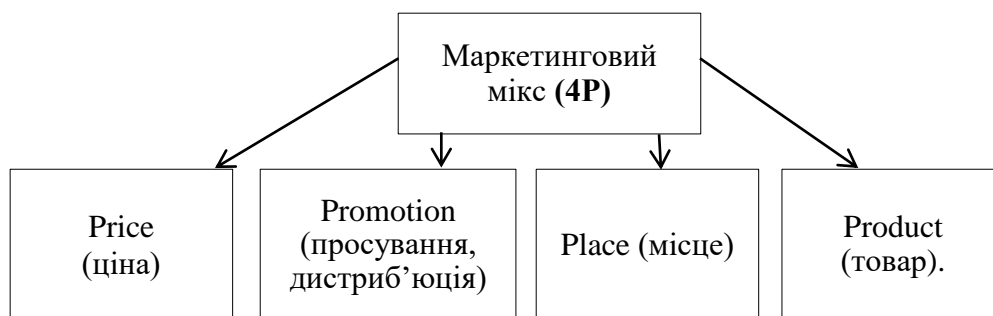 Маркетинговий
мікс (4Р)
Price
(ціна)
Promotion
(просування,
дистриб’юція)
Place (місце)
Product
(товар).